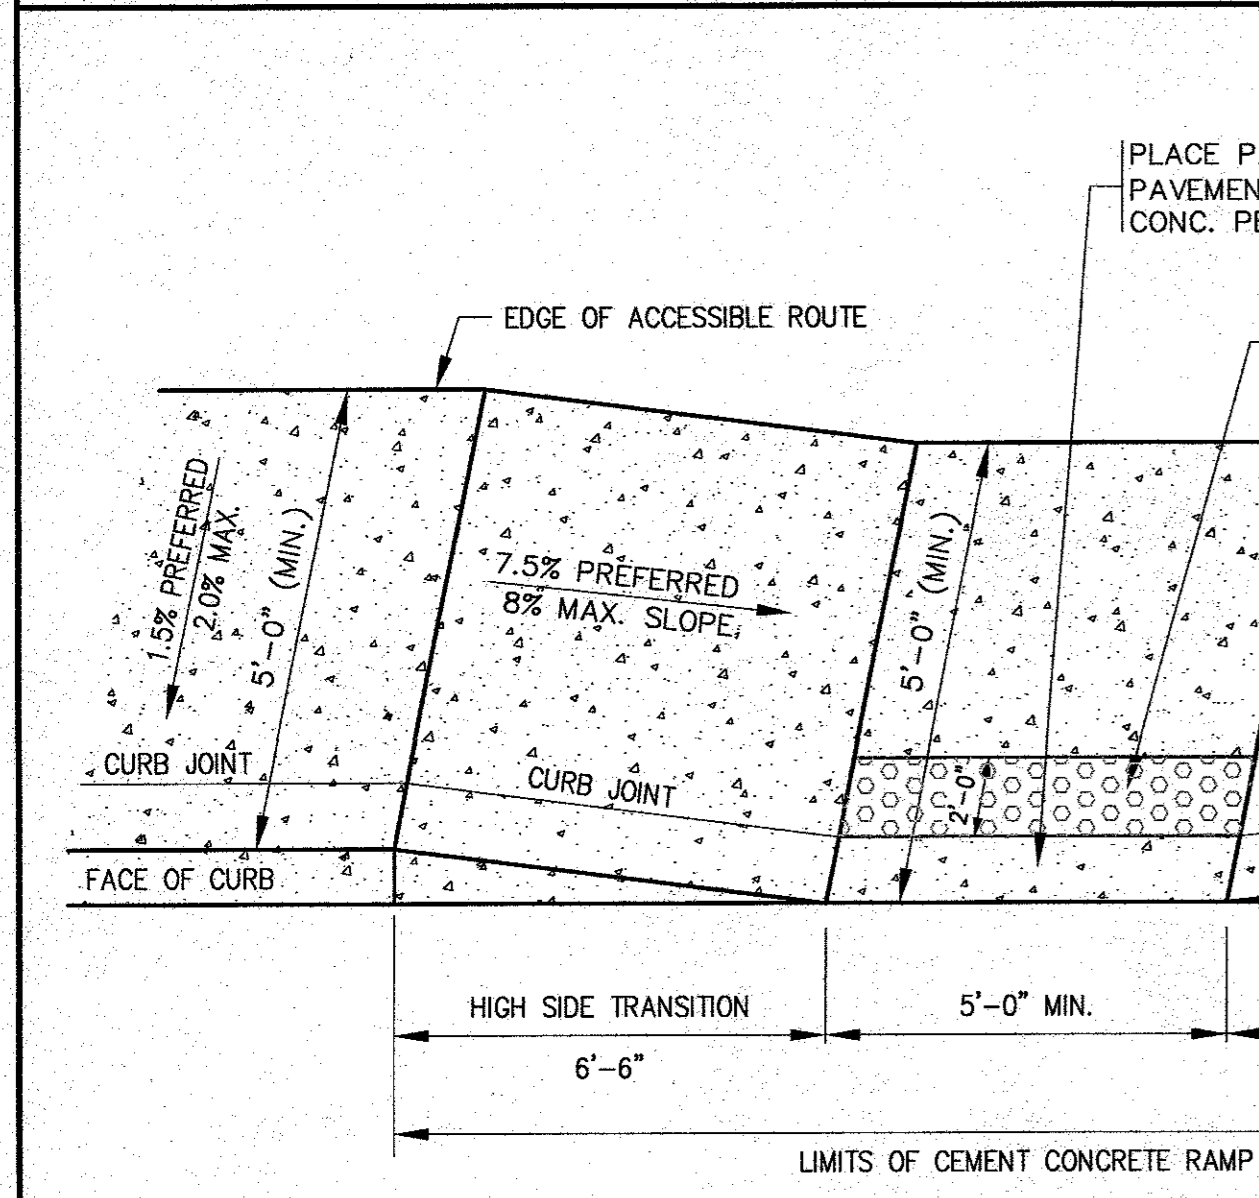 PLACE P
PAVEMEN
CONC. P
EDGE OF ACCESSIBLE ROUTE
1.5% PREFERRED
2.0% MAX.
5'-0" (MIN.)
7.5% PREFERRED
8% MAX. SLOPE
5'-0" (MIN.)
CURB JOINT
CURB JOINT
2'-0"
FACE OF CURB
HIGH SIDE TRANSITION
5'-0" MIN.
6'-6"
LIMITS OF CEMENT CONCRETE RAMP